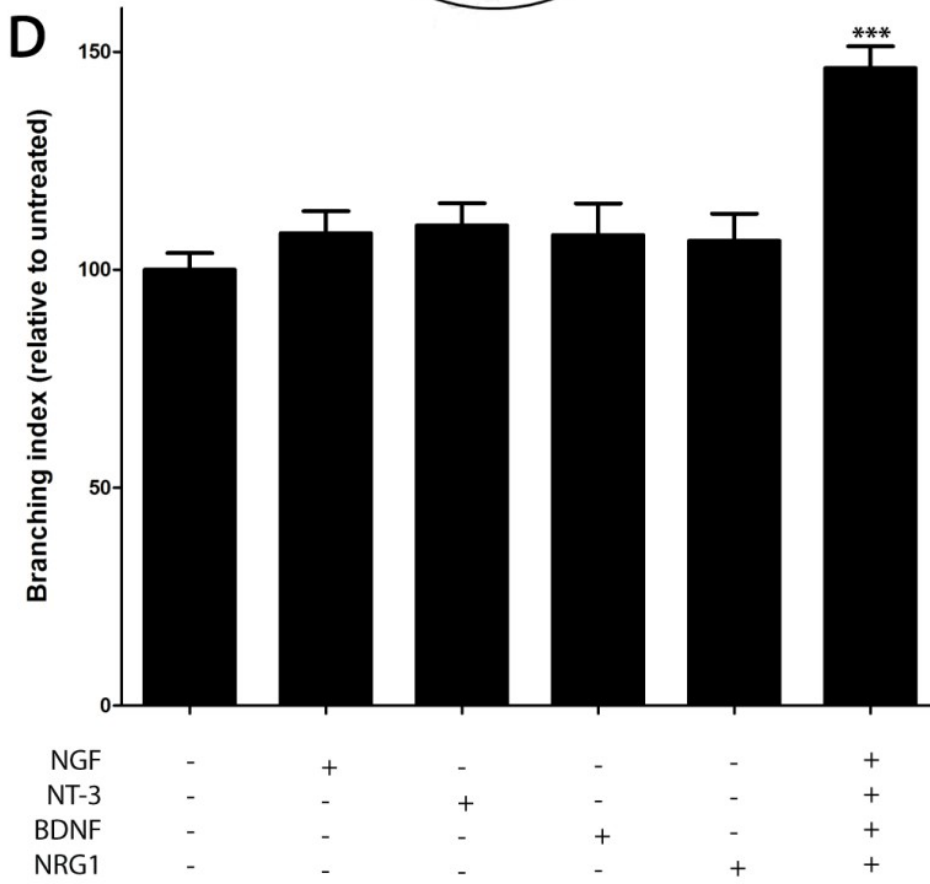 D
***
150
100
50
0
Branching index (relative to untreated)
NGF - + - - - +
NT-3 - - + - - +
BDNF - - - + - +
NRG1 - - - - + +